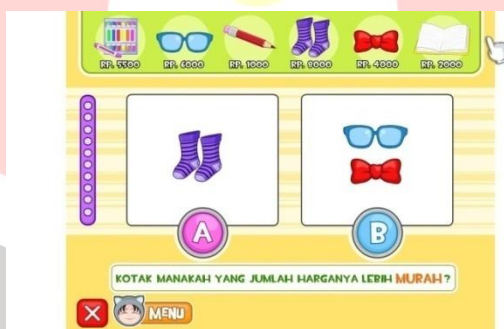 RP. 5500 RP. 6000 RP. 1000 RP. 8000 RP. 4000 RP. 2000
A B
KOTAK MANAKAH YANG JUMLAH HARGANYA LEBIH MURAH ?
MENU